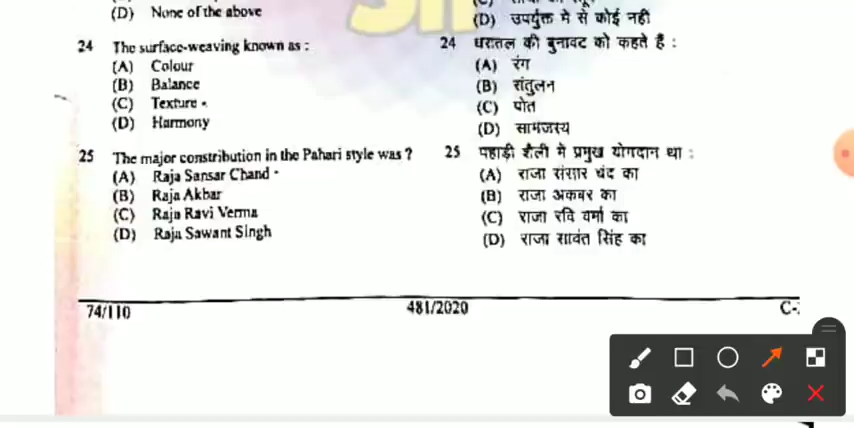 (D) None of the above
24 The surface-weaving known as :
(A) Colour
(B) Balance
(C) Texture
(D) Harmony
25 The major constribution in the Pahari style was ?
(A) Raja Sansar Chand
(B) Raja Akbar
(C) Raja Ravi Verma
(D) Raja Sawant Singh
(D) उपर्युक्त मे से कोई नही
24 धरातल की बुनावट को कहते हैं :
(A) रंग
(B) संतुलन
(C) पोत
(D) सामंजस्य
25 पहाड़ी शैली मे प्रमुख योगदान था :
(A) राजा संसार चंद का
(B) राजा अकबर का
(C) राजा रवि वर्मा का
(D) राजा सावंत सिंह का
74/110 481/2020 C-